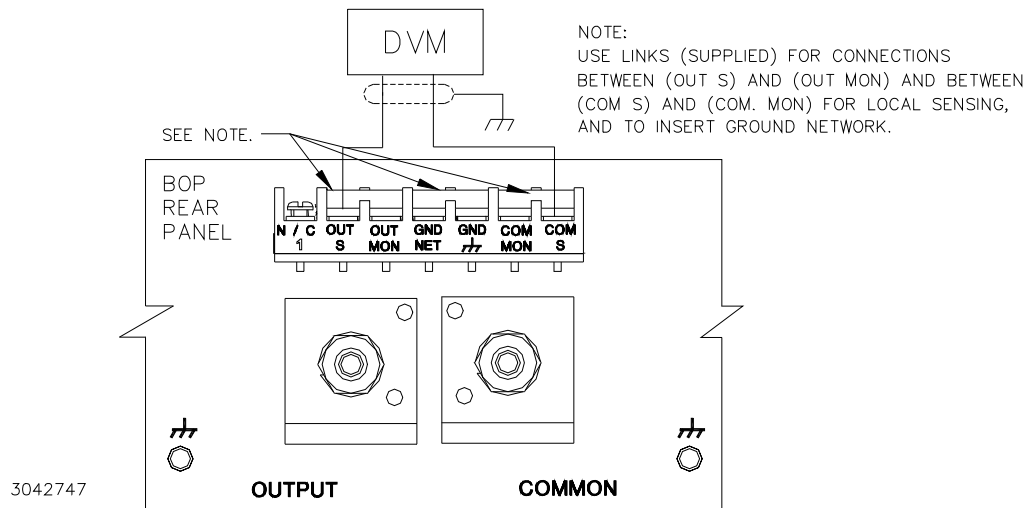 DVM
NOTE:
USE LINKS (SUPPLIED) FOR CONNECTIONS
BETWEEN (OUT S) AND (OUT MON) AND BETWEEN
(COM S) AND (COM. MON) FOR LOCAL SENSING,
AND TO INSERT GROUND NETWORK.
SEE NOTE.
BOP
REAR
PANEL
N / C
1
OUT
S
OUT
MON
GND
NET
GND
COM
MON
COM
S
3042747
OUTPUT
COMMON